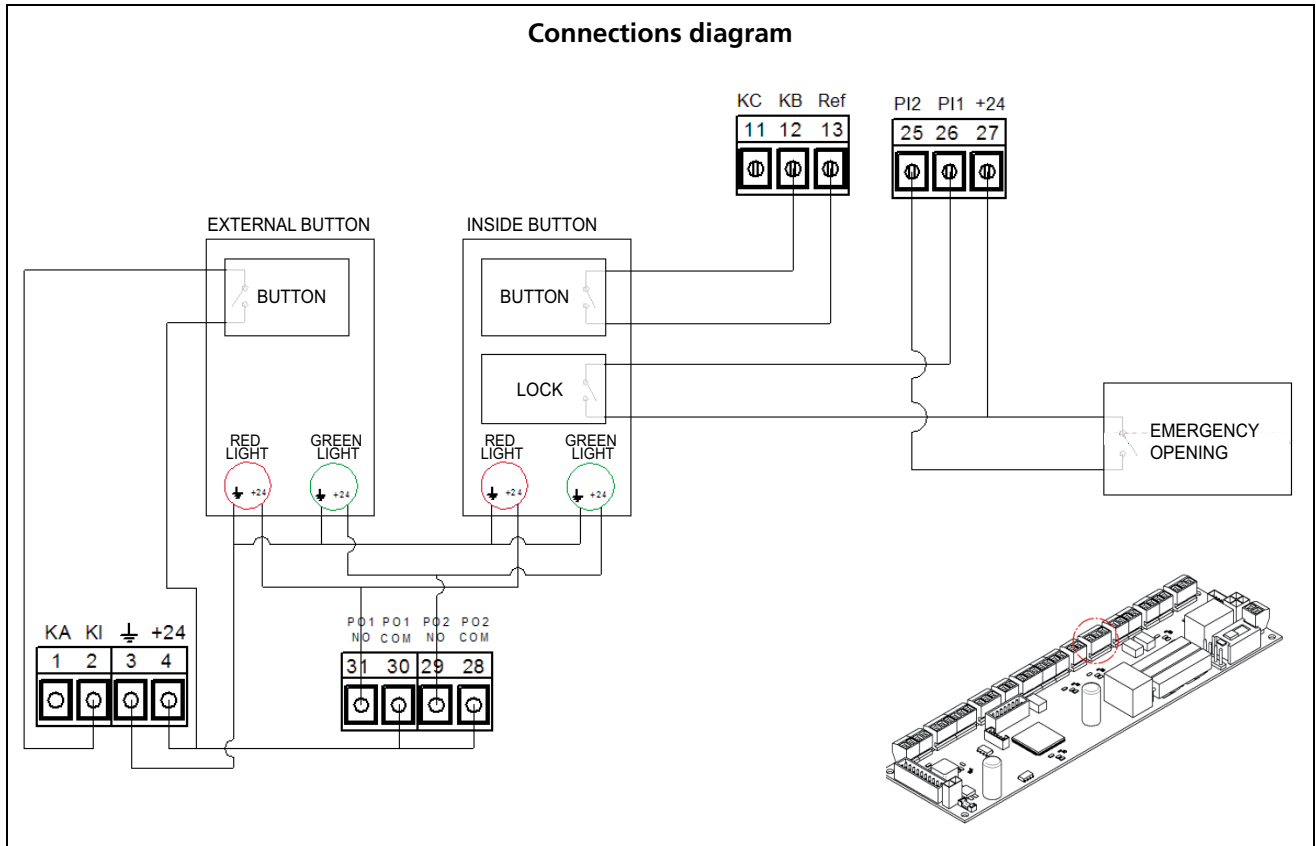 Connections diagram
KC KB Ref
11 12 13
PI2 PI1 +24
25 26 27
EXTERNAL BUTTON
INSIDE BUTTON
BUTTON
BUTTON
LOCK
EMERGENCY
OPENING
RED
LIGHT
GREEN
LIGHT
RED
LIGHT
GREEN
LIGHT
+24
+24
+24
+24
KA KI +24
1 2 3 4
PO1 PO1 PO2 PO2
NO COM NO COM
31 30 29 28